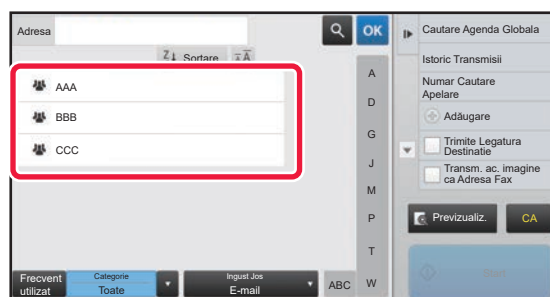 Adresa
OK
Sortare
AAA
BBB
CCC
A
D
G
J
M
P
T
W
Frecvent
utilizat
Categorie
Toate
Ingust Jos
E-mail
ABC
Cautare Agenda Globala
Istoric Transmisii
Numar Cautare
Apelare
Adăugare
Trimite Legatura
Destinatie
Transm. ac. imagine
ca Adresa Fax
Previzualiz.
CA
Start